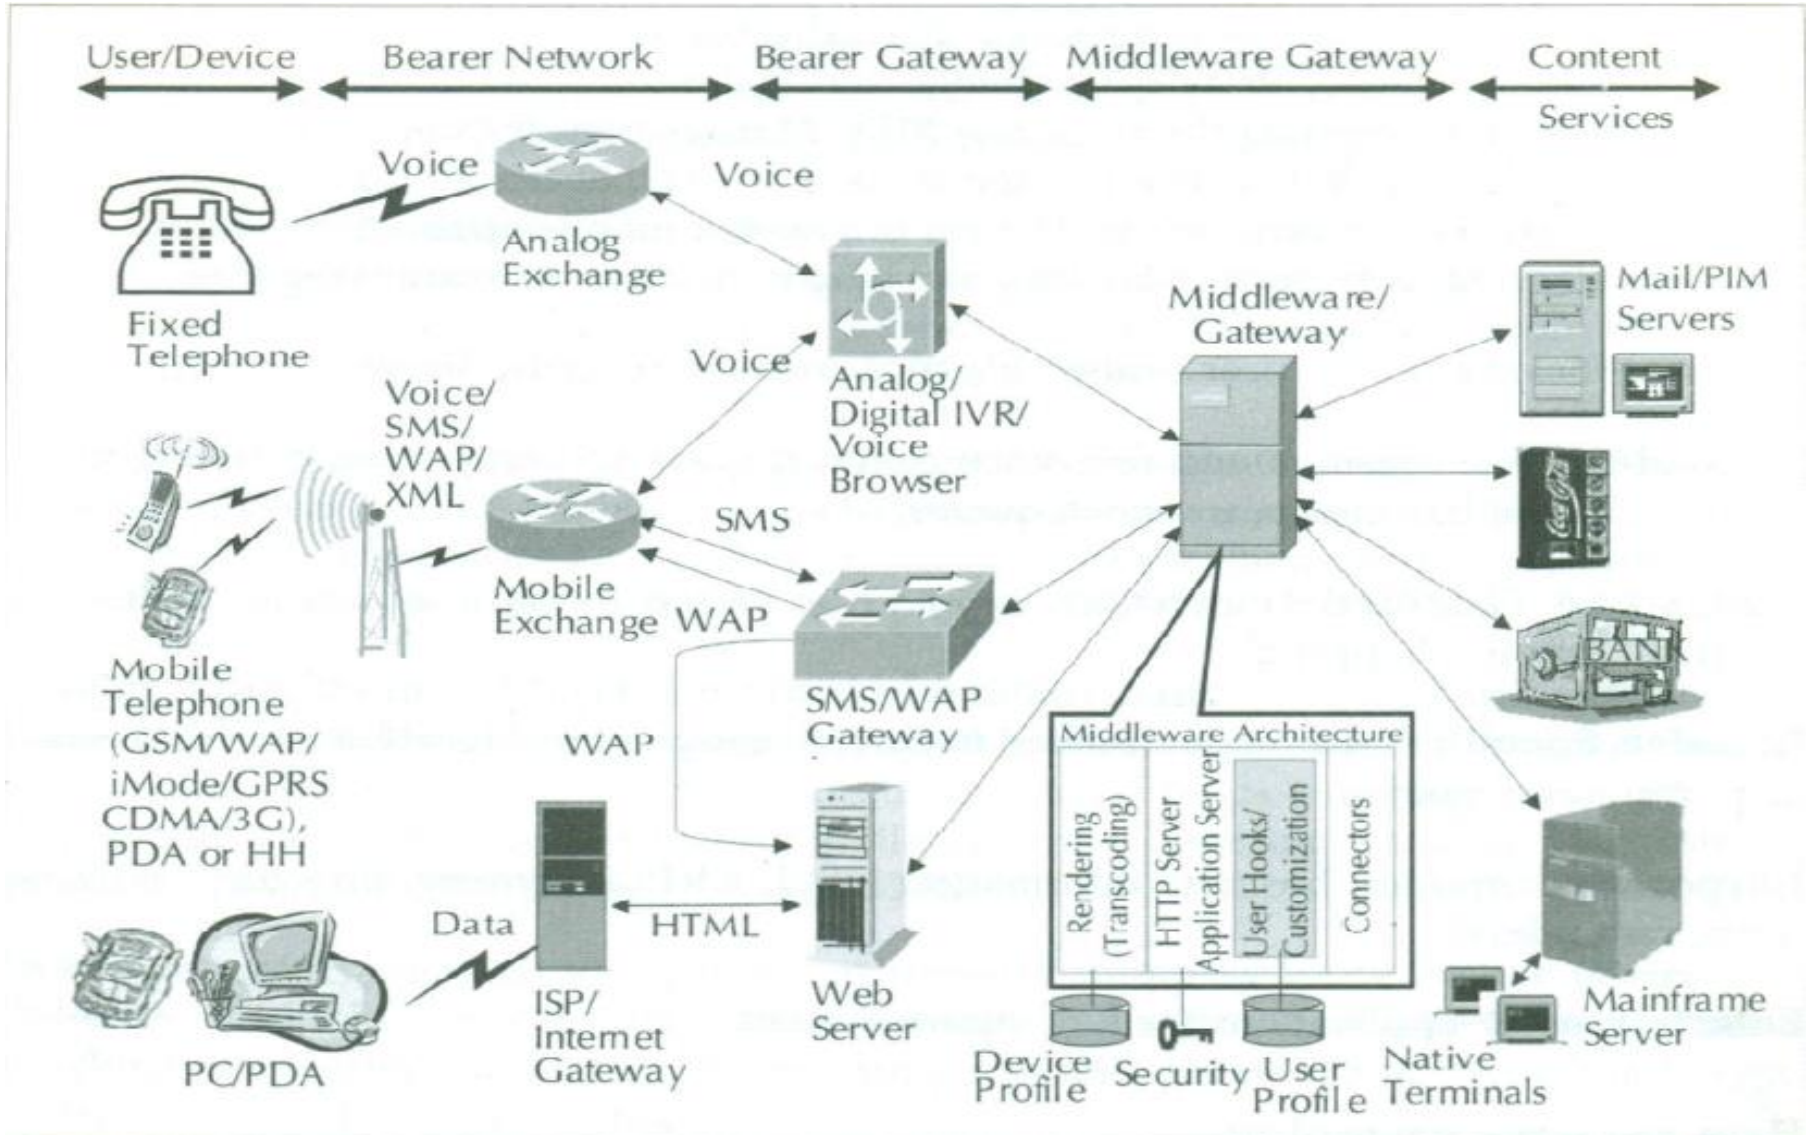 User/Device
Bearer Network
Bearer Gateway
Middleware Gateway
Content
Services
Voice
Voice
Analog
Exchange
Fixed
Telephone
Middleware/
Gateway
Mail/PIM
Servers
Voice
Analog/
Digital IVR/
Voice
Browser
Voice/
SMS/
WAP/
XML
Coca-Cola
SMS
Mobile
Exchange
WAP
BANK
Mobile
Telephone
(GSM/WAP/
iMode/GPRS
CDMA/3G),
PDA or HH
SMS/WAP
Gateway
WAP
Middleware Architecture
Rendering
(Transcoding)
HTTP Server
Application Server
User Hooks/
Customization
Connectors
Data
HTML
ISP/
Internet
Gateway
Web
Server
PC/PDA
Device
Profile
Security
User
Profile
Native
Terminals
Mainframe
Server